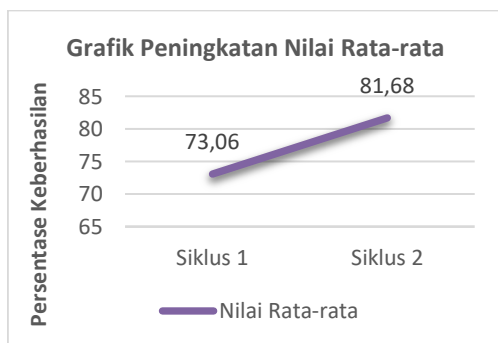 Grafik Peningkatan Nilai Rata-rata
Persentase Keberhasilan
85
80
75
70
65
73,06
81,68
Siklus 1
Siklus 2
Nilai Rata-rata